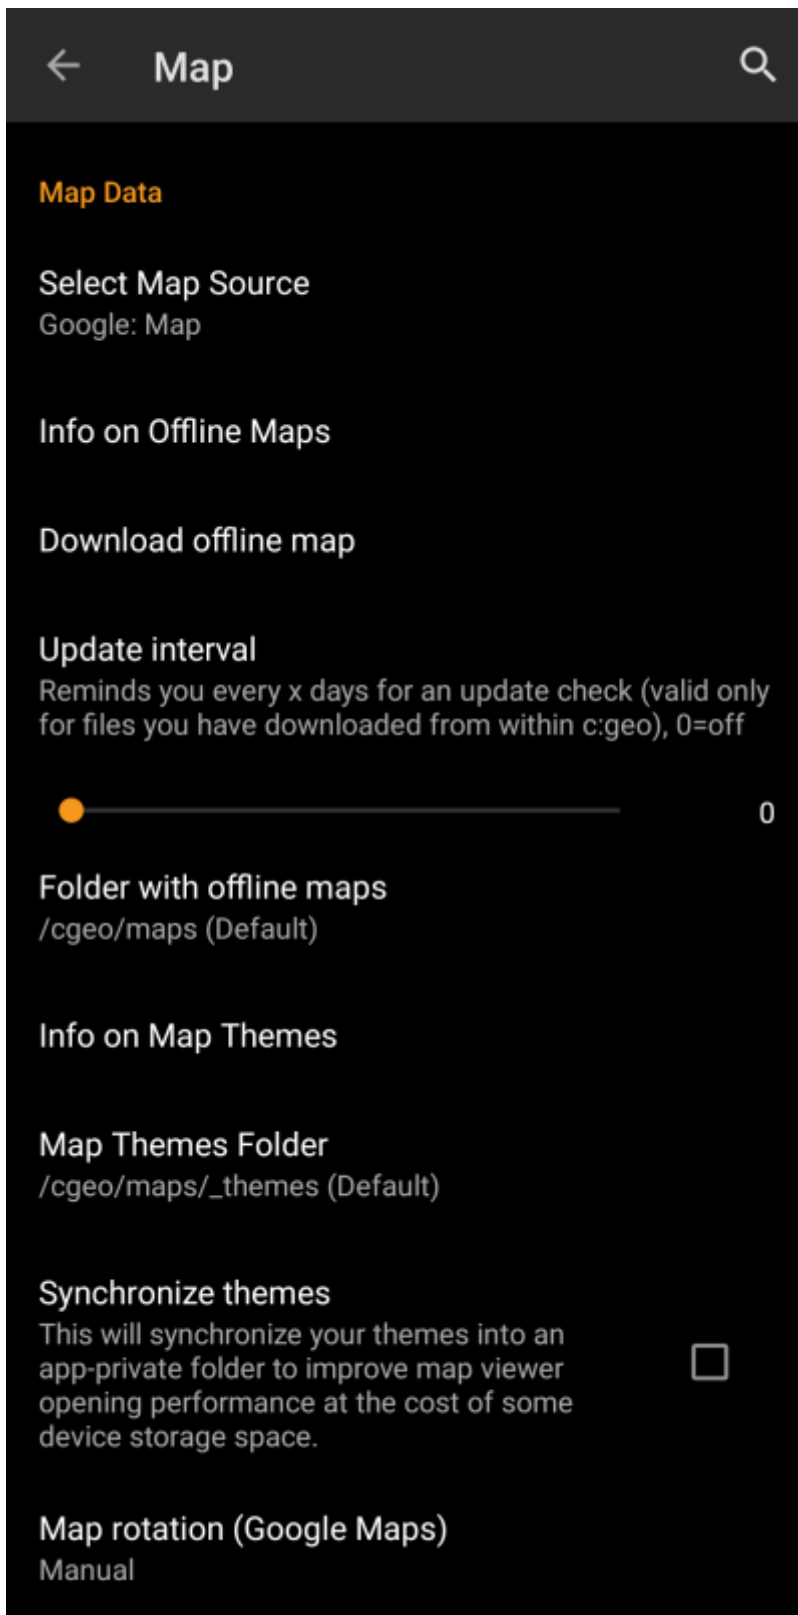 Map
Map Data
Select Map Source
Google: Map
Info on Offline Maps
Download offline map
Update interval
Reminds you every x days for an update check (valid only
for files you have downloaded from within c:geo), 0=off
0
Folder with offline maps
/cgeo/maps (Default)
Info on Map Themes
Map Themes Folder
/cgeo/maps/_themes (Default)
Synchronize themes
This will synchronize your themes into an
app-private folder to improve map viewer
opening performance at the cost of some
device storage space.
Map rotation (Google Maps)
Manual